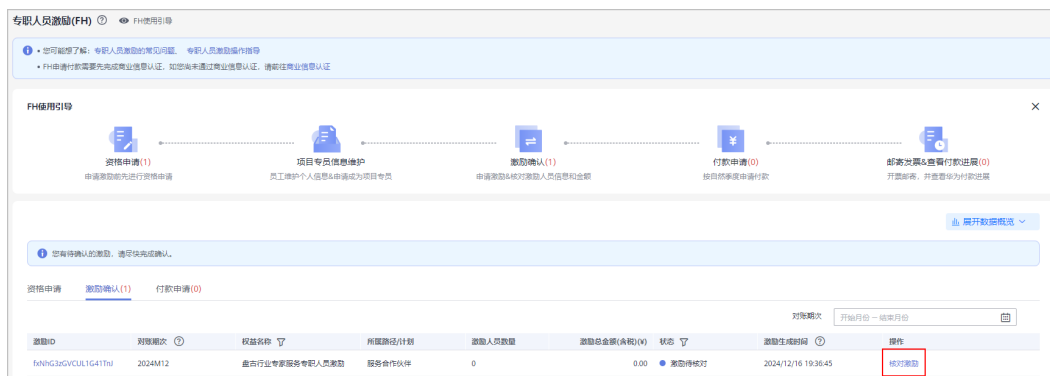 专职人员激励(FH) ? FH使用引导
• 您可能想了解：专职人员激励的常见问题、 专职人员激励操作指导
• FH申请付款需要先完成商业信息认证，如您尚未通过商业信息认证，请前往商业信息认证
FH使用引导
资格申请(1) 项目专员信息维护 激励确认(1) 付款申请(0) 邮寄发票&查看付款进展(0)
申请激励前先进行资格申请 员工维护个人信息&申请成为项目专员 申请激励&核对激励人员信息和金额 按自然季度申请付款 开票邮寄，并查看华为付款进展
展开数据概览
您有待确认的激励，请尽快完成确认。
资格申请 激励确认(1) 付款申请(0)
对账期次 开始月份 – 结束月份
激励ID 对账期次 ? 权益名称 所属路径/计划 激励人员数量 激励总金额(含税)(¥) 状态 激励生成时间 ? 操作
fxNhG3zGVCUL1G41TnJ 2024M12 盘古行业专家服务专职人员激励 服务合作伙伴 0 0.00 激励待核对 2024/12/16 19:36:45 核对激励